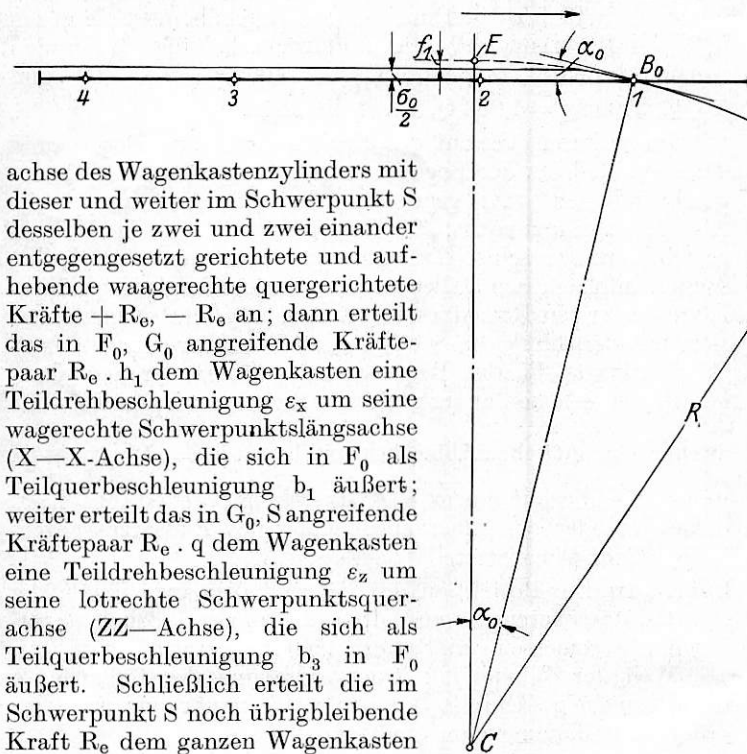 f₁ E α₀ B₀
4 3 σ₀/2 2 1
achse des Wagenkastenzylinders mit
dieser und weiter im Schwerpunkt S
desselben je zwei und zwei einander
entgegengesetzt gerichtete und auf-
hebende waagerechte quergerichtete
Kräfte + Rₑ, — Rₑ an; dann erteilt
das in F₀, G₀ angreifende Kräfte-
paar Rₑ . h₁ dem Wagenkasten eine
Teildrehbeschleunigung εₓ um seine
wagerechte Schwerpunktslängsachse
(X—X-Achse), die sich in F₀ als
Teilquerbeschleunigung b₁ äußert;
weiter erteilt das in G₀, S angreifende
Kräftepaar Rₑ . q dem Wagenkasten
eine Teildrehbeschleunigung ε_z um
seine lotrechte Schwerpunktsquer-
achse (ZZ—Achse), die sich als
Teilquerbeschleunigung b₃ in F₀
äußert. Schließlich erteilt die im
Schwerpunkt S noch übrigbleibende
Kraft Rₑ dem ganzen Wagenkasten
R
α₀
C